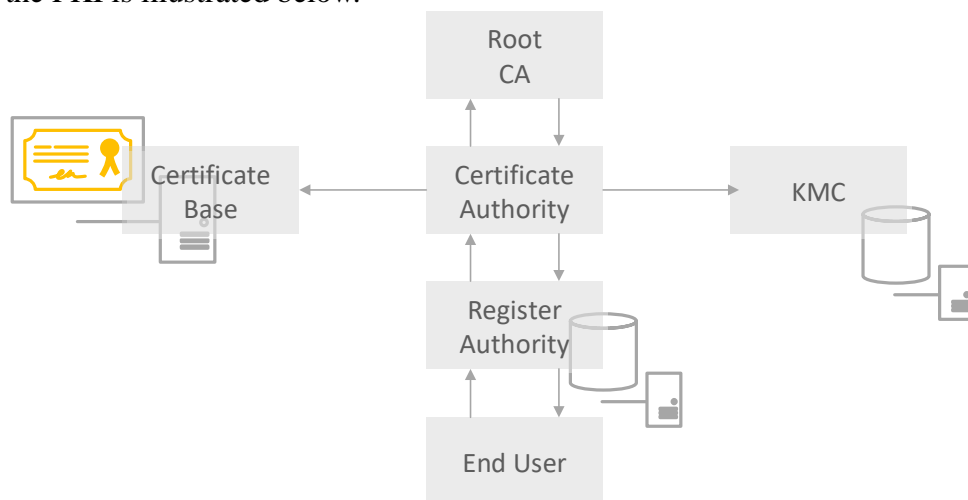 the PKI is illustrated below.
Root
CA
Certificate
Base
Certificate
Authority
KMC
Register
Authority
End User